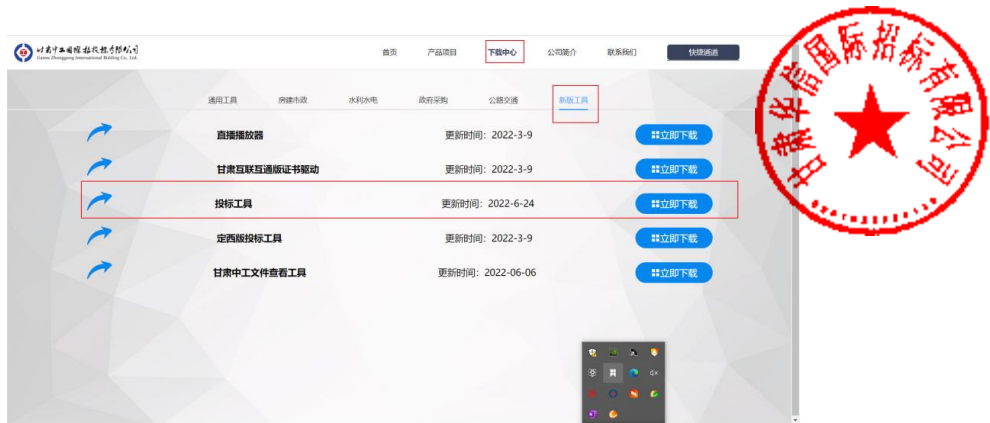 甘肃中工国际招投标有限公司
Gansu Zhonggong International Bidding Co., Ltd.
首页 产品项目 下载中心 公司简介 联系我们 快捷通道
通用工具 房建市政 水利水电 政府采购 公路交通 新版工具
直播播放器 更新时间：2022-3-9 立即下载
甘肃互联互通版证书驱动 更新时间：2022-3-9 立即下载
投标工具 更新时间：2022-6-24 立即下载
定西版投标工具 更新时间：2022-3-9 立即下载
甘肃中工文件查看工具 更新时间：2022-06-06 立即下载
甘肃华信国际招标有限公司